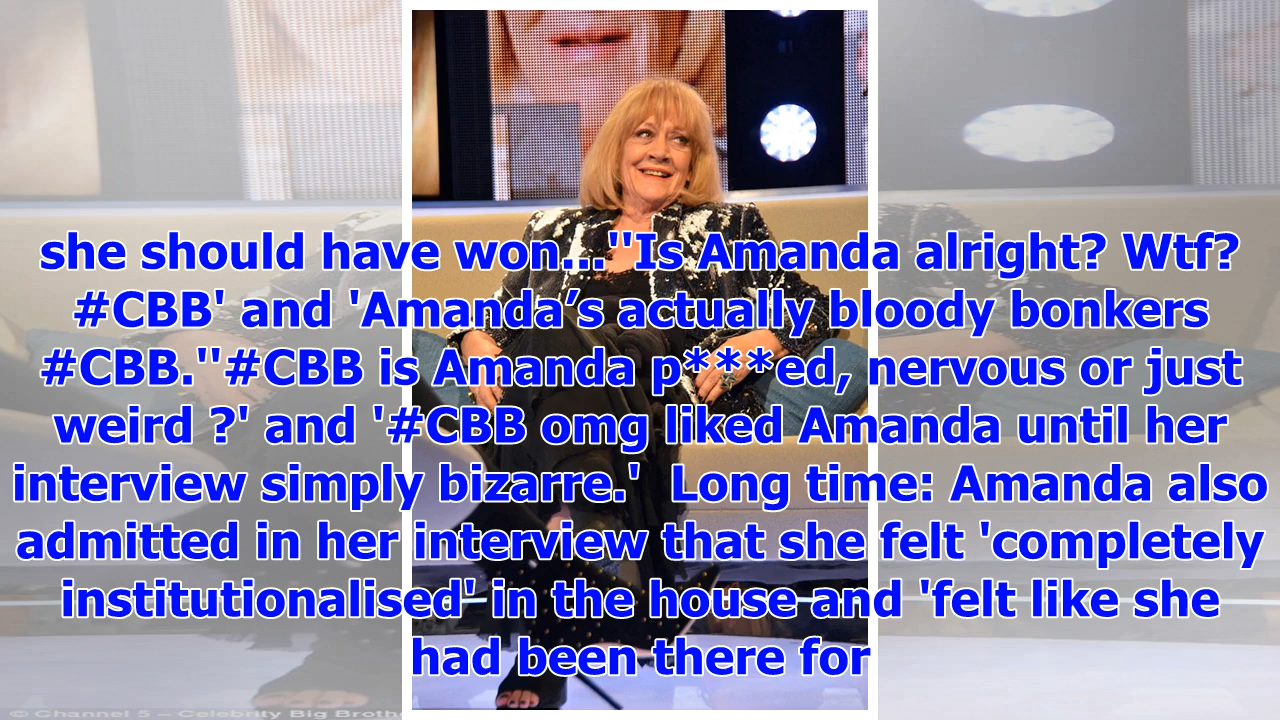 she should have won... ''Is Amanda alright? Wtf?
#CBB' and 'Amanda’s actually bloody bonkers
#CBB.''#CBB is Amanda p***ed, nervous or just
weird ?' and '#CBB omg liked Amanda until her
interview simply bizarre.'  Long time: Amanda also
admitted in her interview that she felt 'completely
institutionalised' in the house and 'felt like she
had been there for
© Channel 5 – Celebrity Big Broth